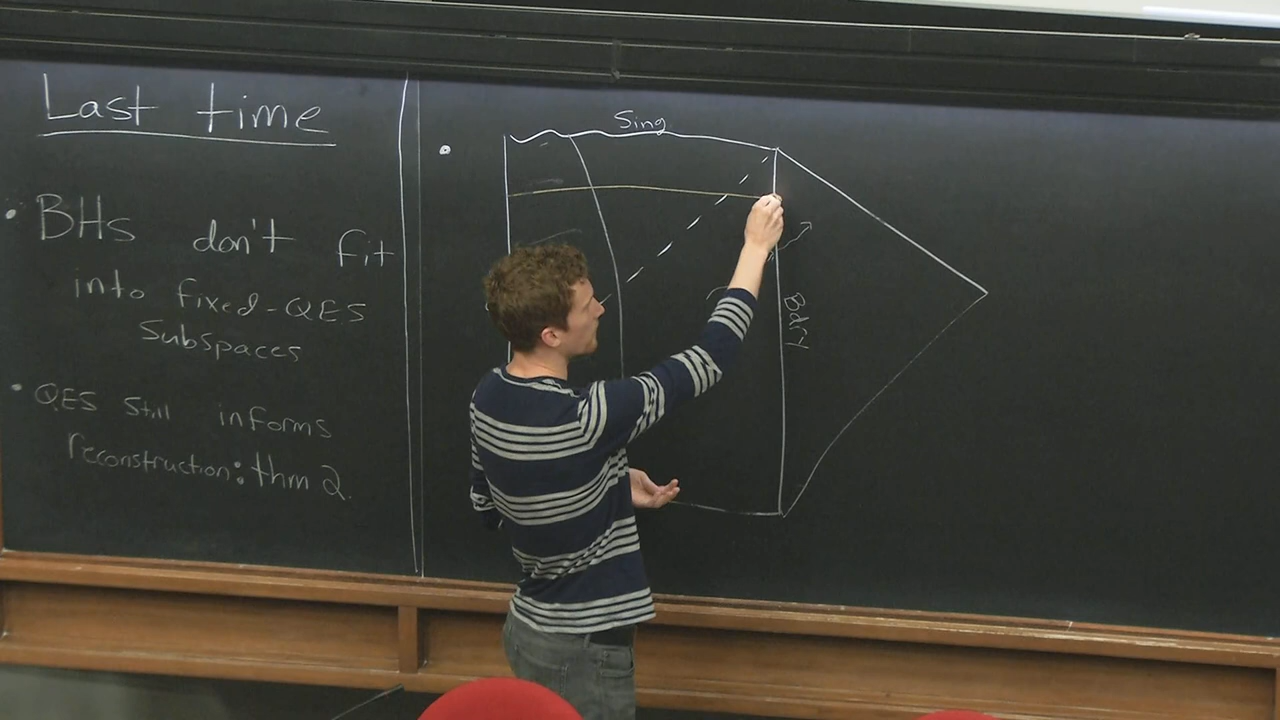 Last time
• BHs don't fit
into fixed-QES
Subspaces
• QES still informs
reconstruction: thm 2.
•
Sing
Bdry